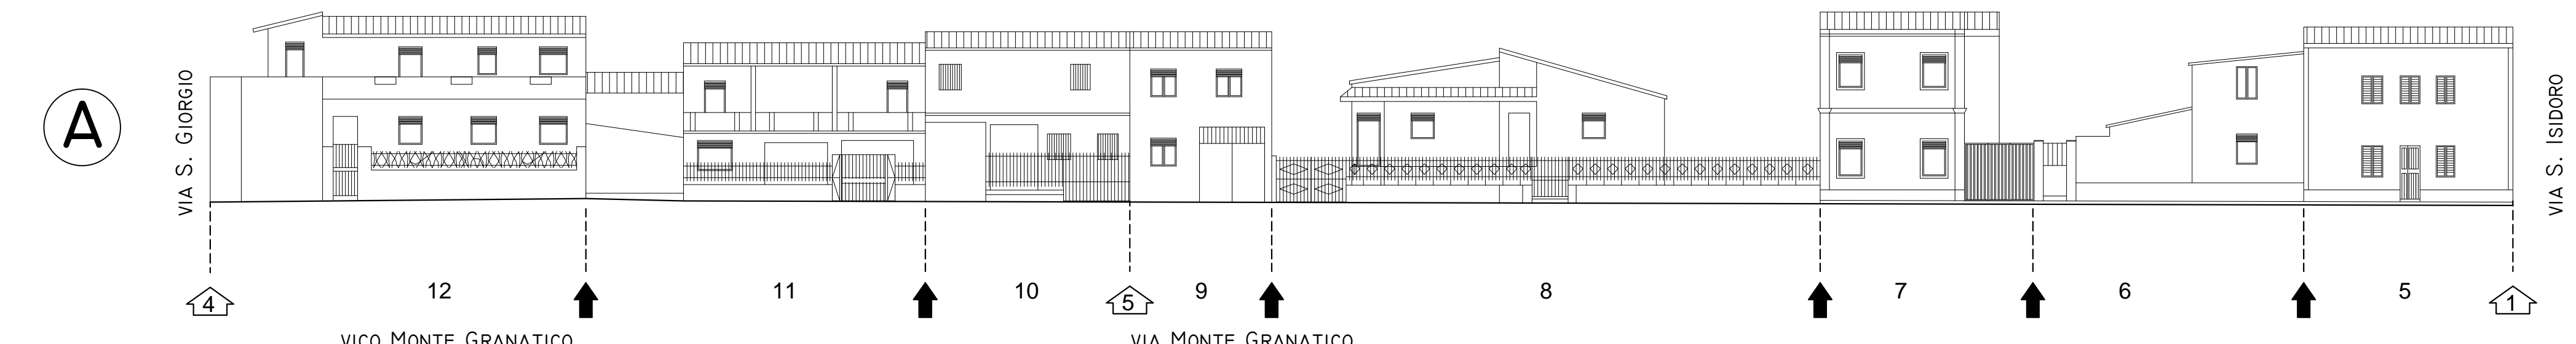 A
VIA S. GIORGIO
VIA S. ISIDORO
4 12 11 10 5 9 8 7 6 5 1
VICO MONTE GRANATICO VIA MONTE GRANATICO